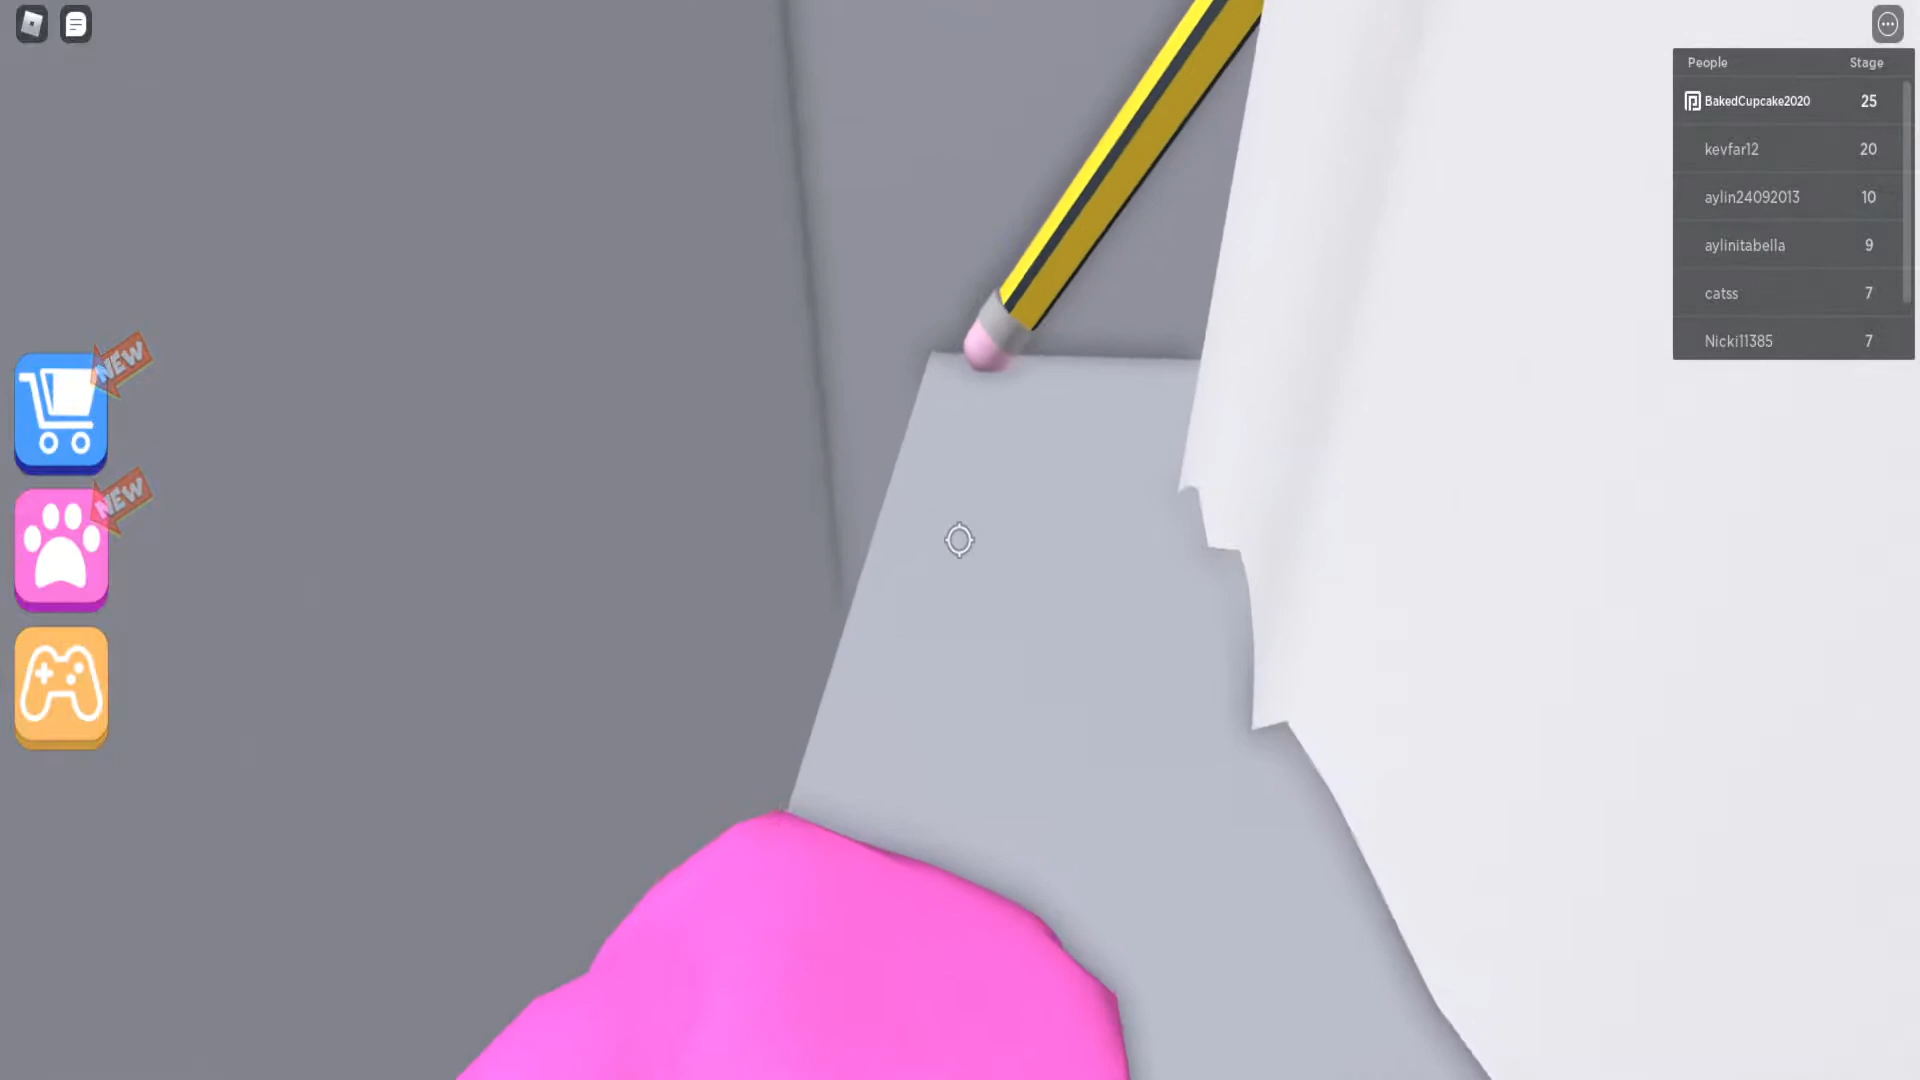 People Stage
BakedCupcake2020 25
kevfar12 20
aylin24092013 10
aylinitabella 9
catss 7
Nicki11385 7
NEW
NEW